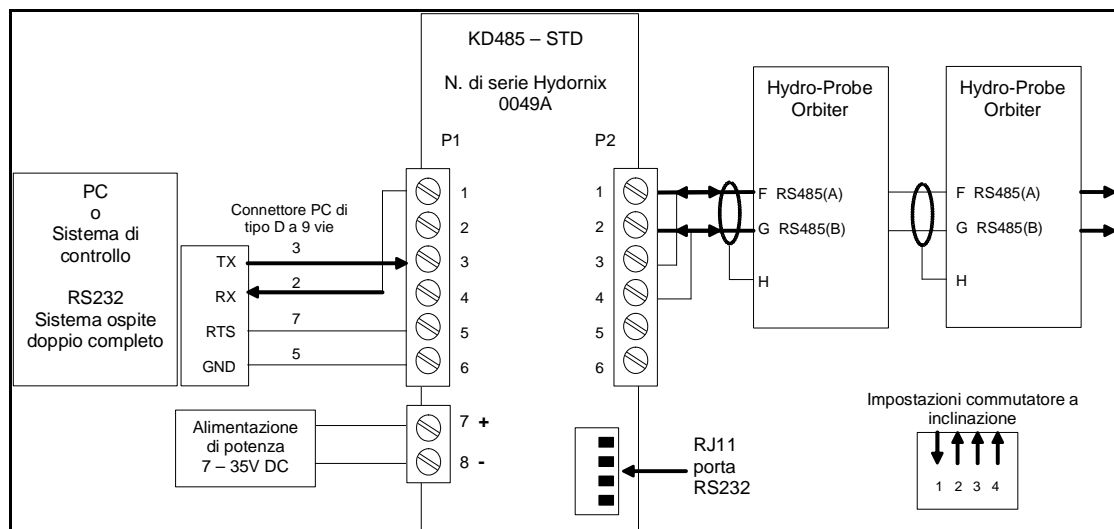 KD485 – STD
N. di serie Hydornix
0049A
P1
P2
PC
o
Sistema di
controllo
RS232
Sistema ospite
doppio completo
Connettore PC di
tipo D a 9 vie
TX
3
RX
2
RTS
7
GND
5
1
2
3
4
5
6
7 +
8 -
Alimentazione
di potenza
7 – 35V DC
1
2
3
4
5
6
RJ11
porta
RS232
Hydro-Probe
Orbiter
F RS485(A)
G RS485(B)
H
Hydro-Probe
Orbiter
F RS485(A)
G RS485(B)
H
Impostazioni commutatore a
inclinazione
1 2 3 4